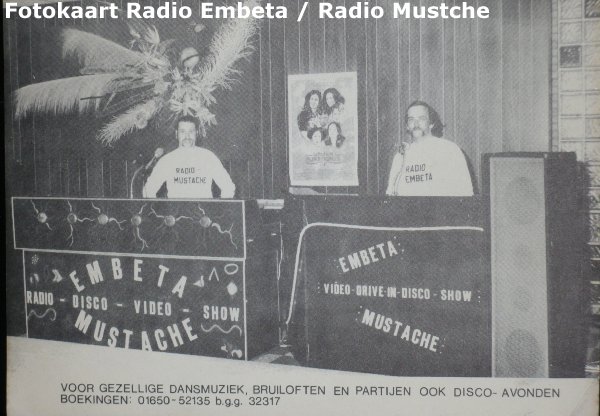 Fotokaart Radio Embeta / Radio Mustche
RADIO
MUSTACHE
RADIO
EMBETA
EMBETA
RADIO - DISCO - VIDEO - SHOW
MUSTACHE
EMBETA
VIDEO-DRIVE-IN-DISCO-SHOW
MUSTACHE
VOOR GEZELLIGE DANSMUZIEK, BRUILOFTEN EN PARTIJEN OOK DISCO-AVONDEN
BOEKINGEN: 01650-52135 b.g.g. 32317